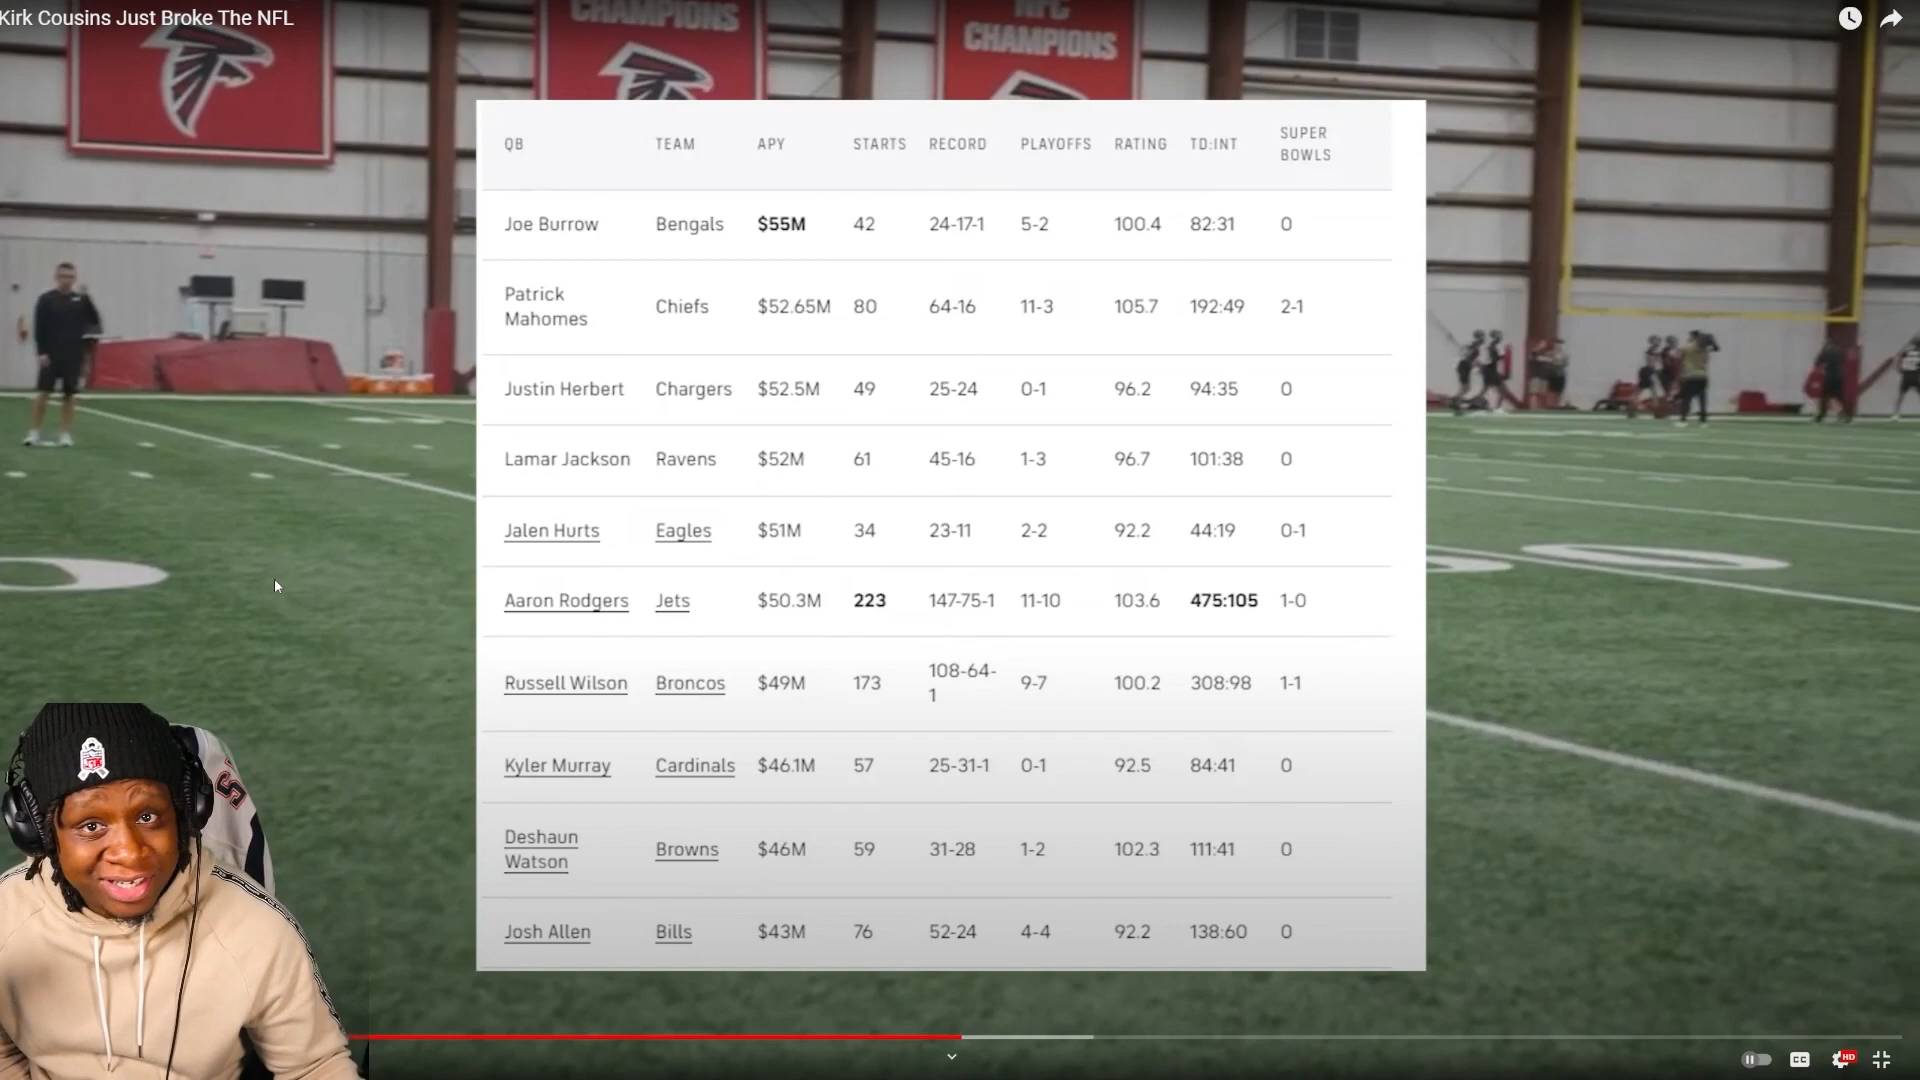 Kirk Cousins Just Broke The NFL
CHAMPIONS
NFC
CHAMPIONS
QB TEAM APY STARTS RECORD PLAYOFFS RATING TD:INT SUPER
BOWLS
Joe Burrow Bengals $55M 42 24-17-1 5-2 100.4 82:31 0
Patrick
Mahomes Chiefs $52.65M 80 64-16 11-3 105.7 192:49 2-1
Justin Herbert Chargers $52.5M 49 25-24 0-1 96.2 94:35 0
Lamar Jackson Ravens $52M 61 45-16 1-3 96.7 101:38 0
Jalen Hurts Eagles $51M 34 23-11 2-2 92.2 44:19 0-1
Aaron Rodgers Jets $50.3M 223 147-75-1 11-10 103.6 475:105 1-0
Russell Wilson Broncos $49M 173 108-64-
1 9-7 100.2 308:98 1-1
Kyler Murray Cardinals $46.1M 57 25-31-1 0-1 92.5 84:41 0
Deshaun
Watson Browns $46M 59 31-28 1-2 102.3 111:41 0
Josh Allen Bills $43M 76 52-24 4-4 92.2 138:60 0
CC HD